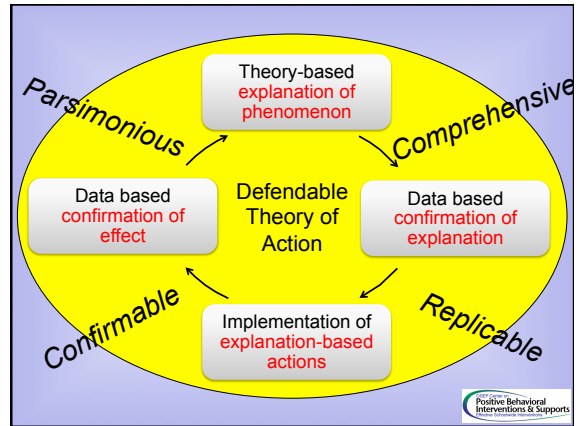 Parsimonious
Comprehensive
Theory-based
explanation of
phenomenon
Data based
confirmation of
effect
Defendable
Theory of
Action
Data based
confirmation of
explanation
Confirmable
Replicable
Implementation of
explanation-based
actions
OSEP Center on
Positive Behavioral
Interventions & Supports
Effective Schoolwide Interventions